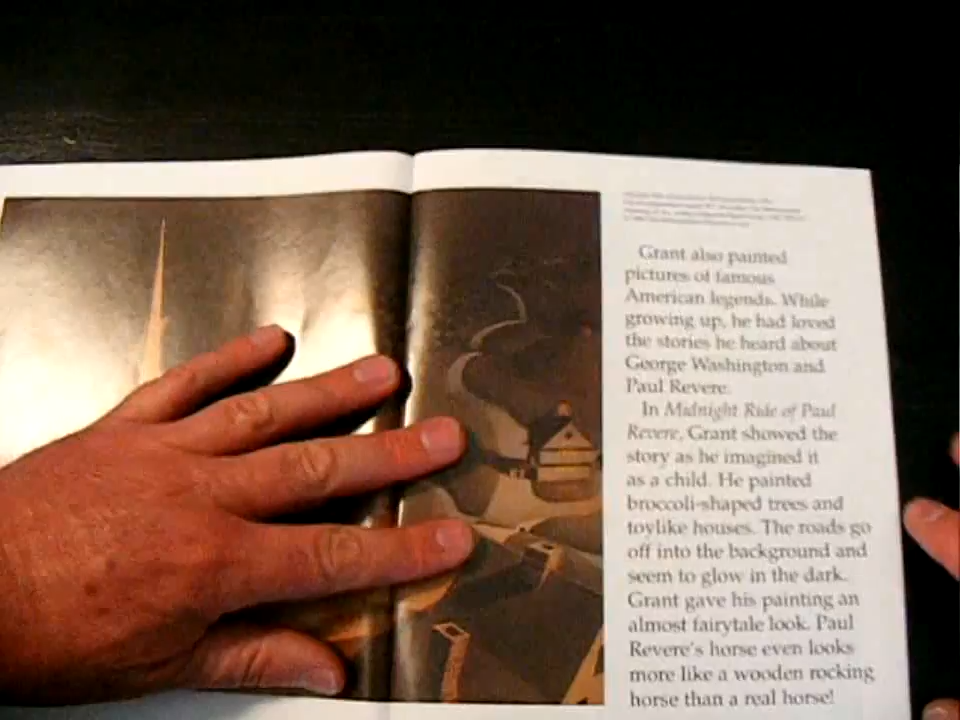 Grant also painted
pictures of famous
American legends. While
growing up, he had loved
the stories he heard about
George Washington and
Paul Revere.
In Midnight Ride of Paul
Revere, Grant showed the
story as he imagined it
as a child. He painted
broccoli-shaped trees and
toylike houses. The roads go
off into the background and
seem to glow in the dark.
Grant gave his painting an
almost fairytale look. Paul
Revere's horse even looks
more like a wooden rocking
horse than a real horse!